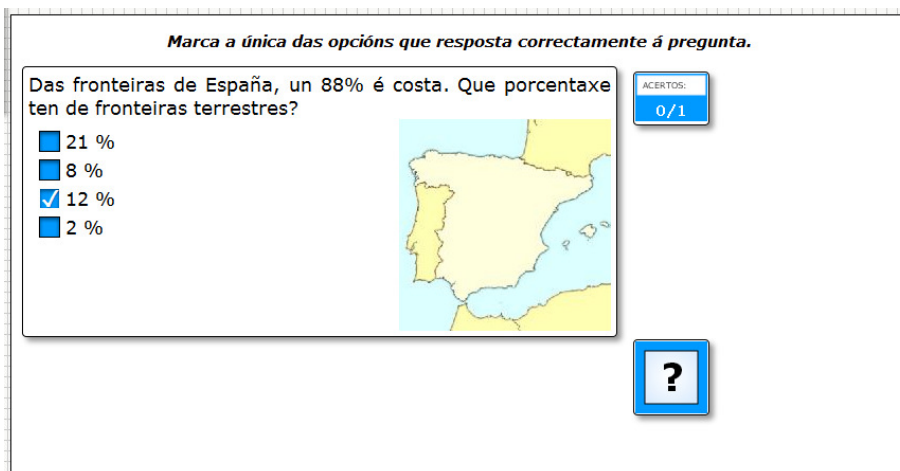 Marca a única das opcións que resposta correctamente á pregunta.
Das fronteiras de España, un 88% é costa. Que porcentaxe
ten de fronteiras terrestres?
21 %
8 %
12 %
2 %
ACERTOS:
0/1
?